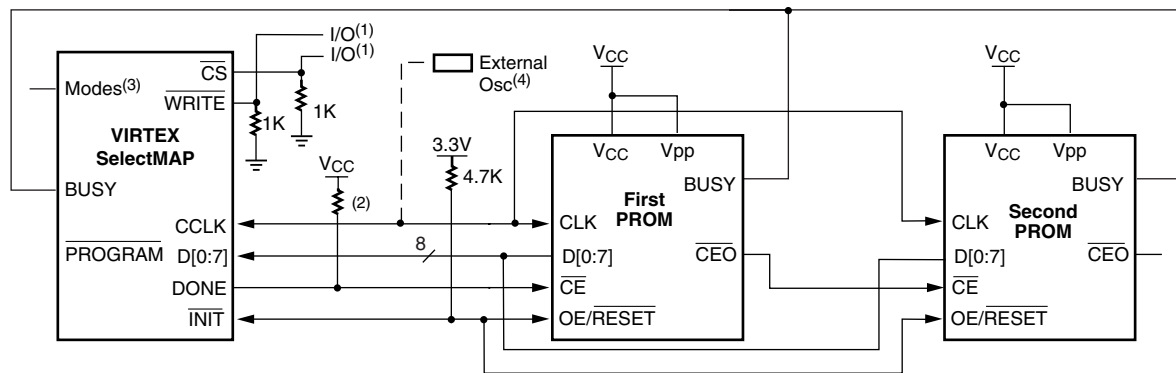 I/O(1)
I/O(1)
External
Osc(4)
VCC
VCC
Modes(3)
CS
WRITE
1K
1K
VIRTEX
SelectMAP
3.3V
VCC
Vpp
VCC
Vpp
VCC
4.7K
BUSY
(2)
First
PROM
BUSY
BUSY
Second
PROM
CCLK
CLK
CLK
PROGRAM
D[0:7]
8
D[0:7]
CEO
D[0:7]
CEO
DONE
CE
CE
INIT
OE/RESET
OE/RESET